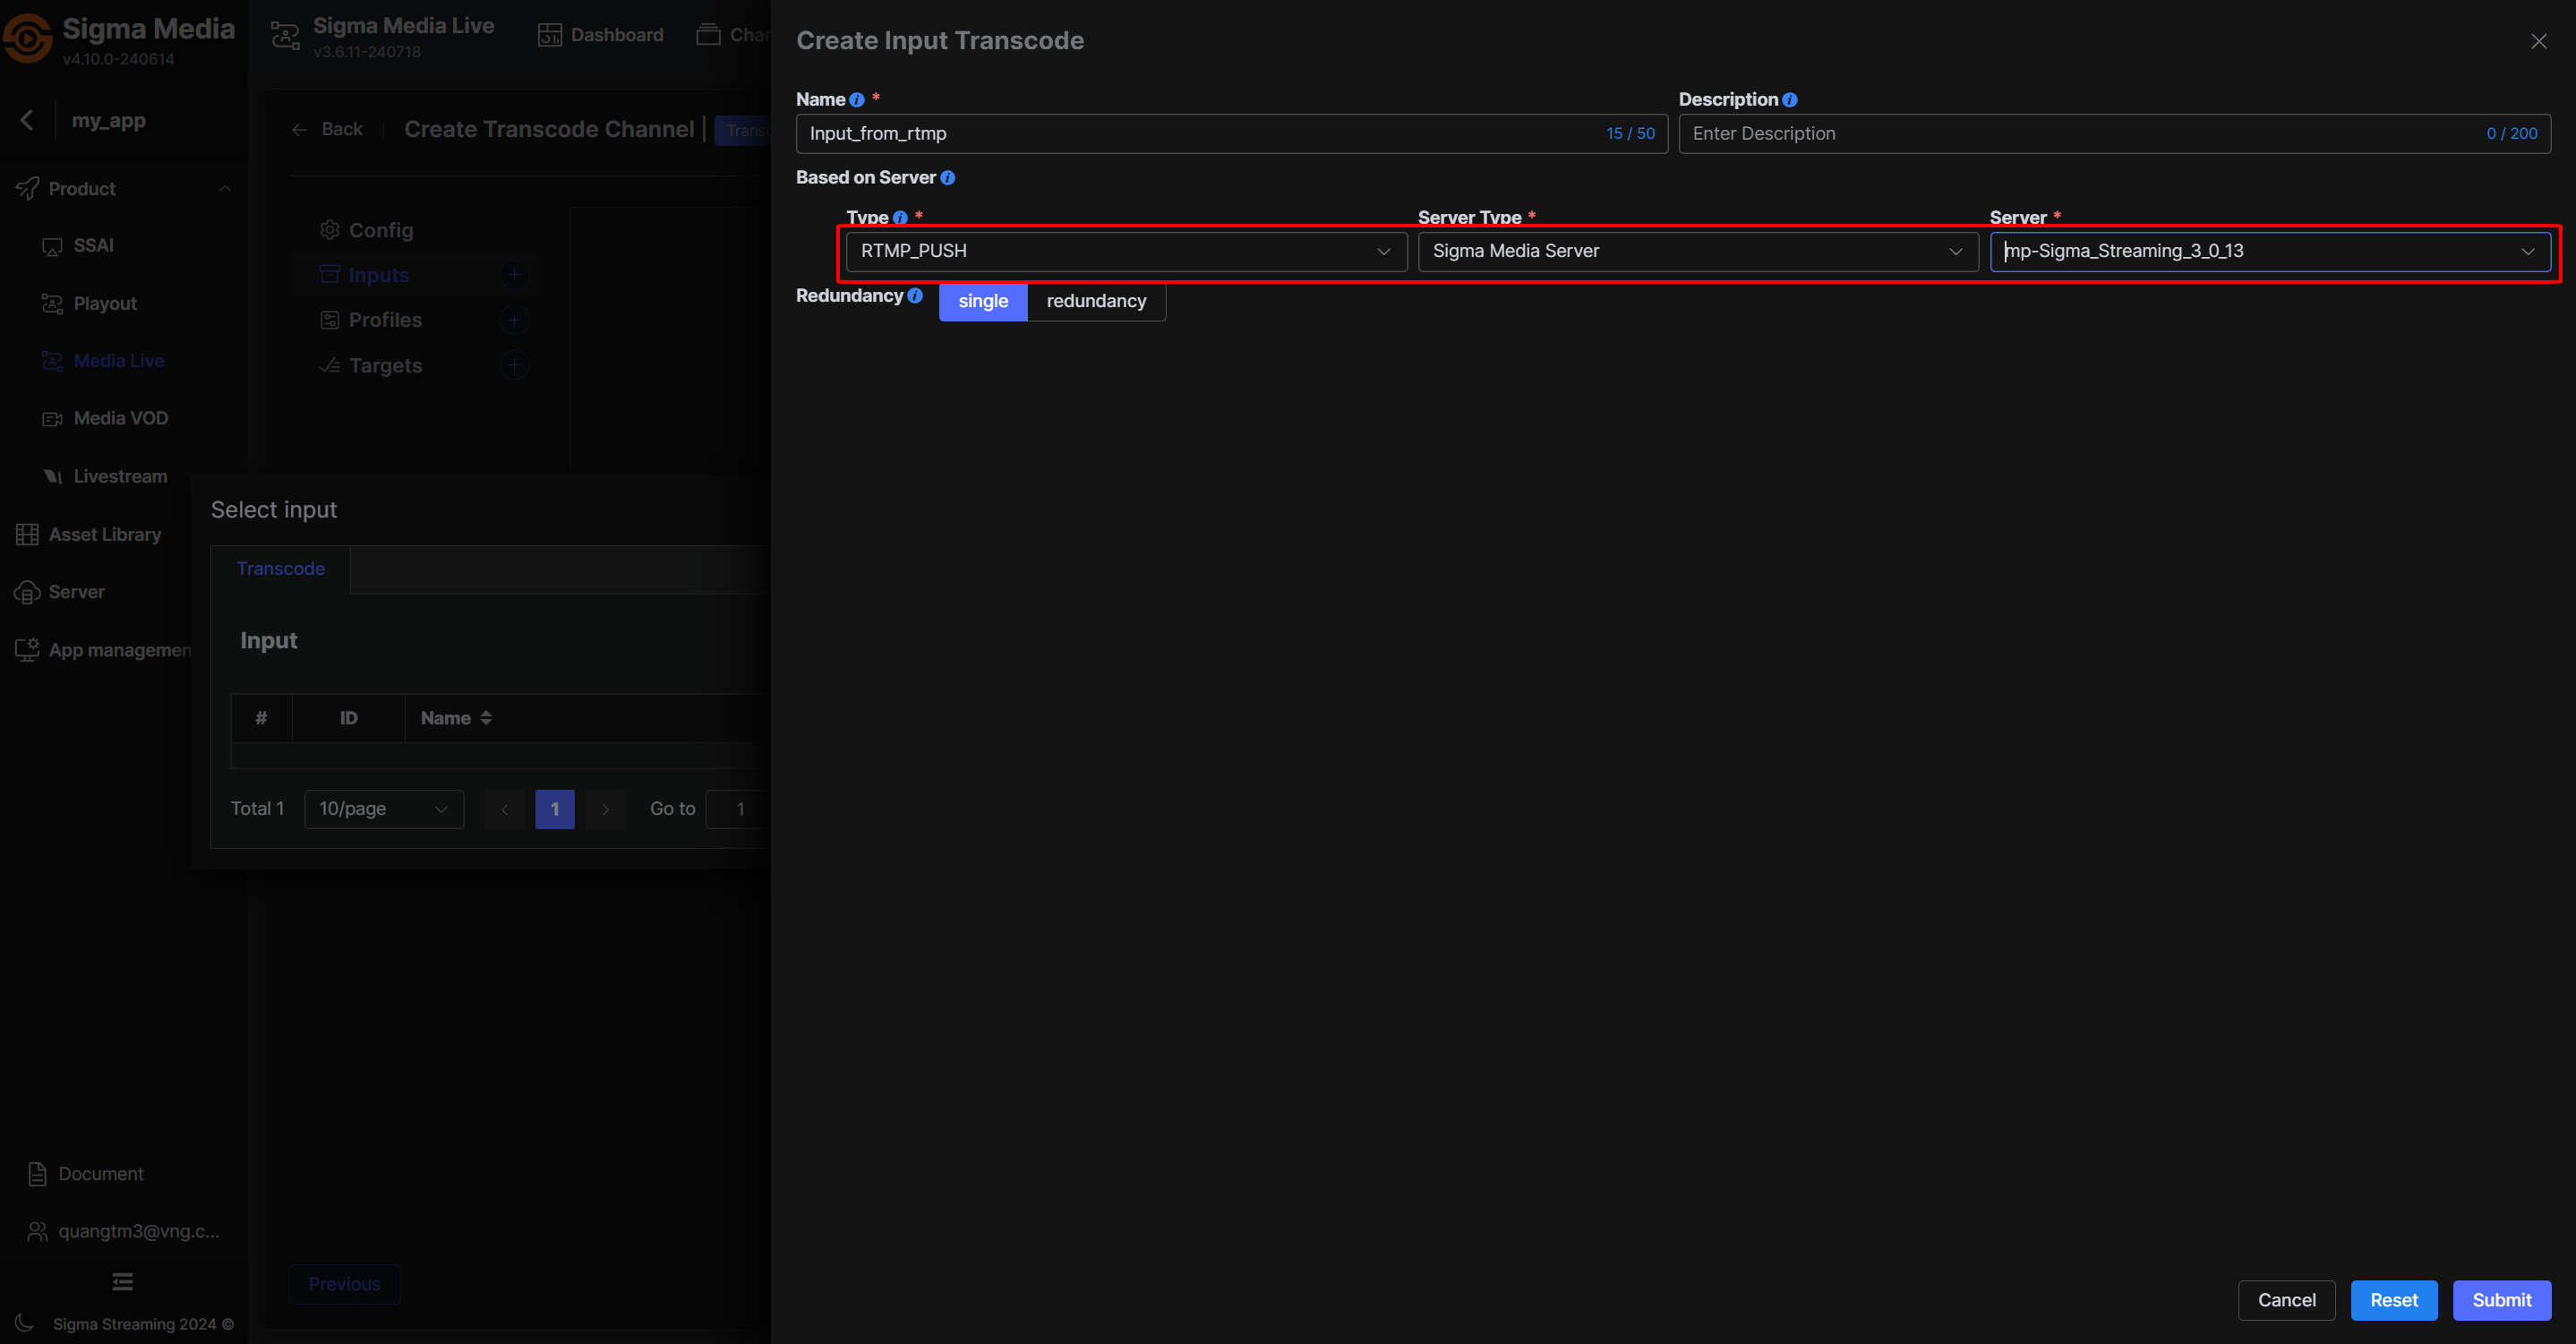 Sigma Media
v4.10.0-240614
my_app
Product
SSAI
Playout
Media Live
Media VOD
Livestream
Asset Library
Server
App managemen
Document
quangtm3@vng.c...
Sigma Streaming 2024 ©
Sigma Media Live
v3.6.11-240718
Dashboard
Back
Create Transcode Channel
Config
Inputs
Profiles
Targets
Select input
Transcode
Input
# ID Name
Total 1 10/page 1 Go to 1
Previous
Create Input Transcode
Name * Description
Input_from_rtmp 15 / 50 Enter Description 0 / 200
Based on Server
Type * Server Type * Server *
RTMP_PUSH Sigma Media Server mp-Sigma_Streaming_3_0_13
Redundancy single redundancy
Cancel Reset Submit